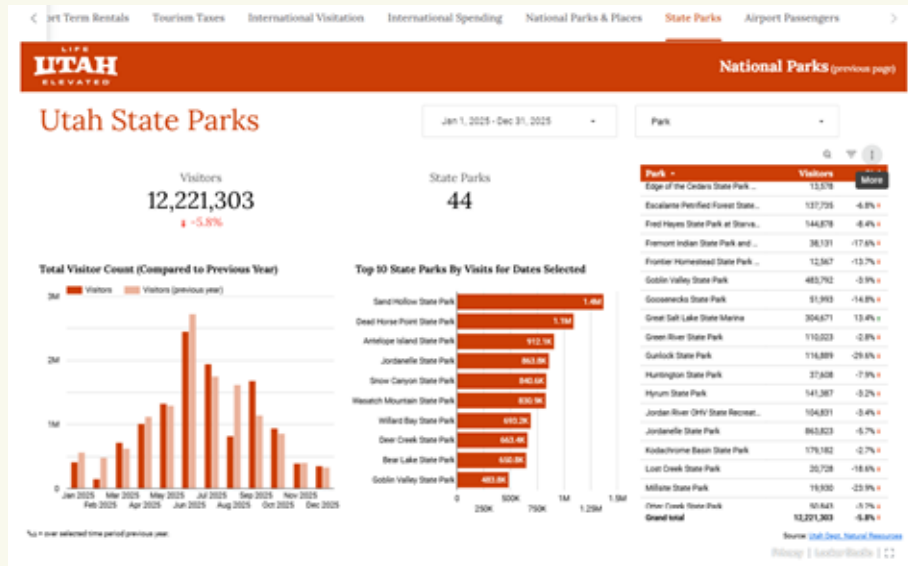 ort Term Rentals Tourism Taxes International Visitation International Spending National Parks & Places State Parks Airport Passengers
LIFE
UTAH
ELEVATED
National Parks (previous page)
Utah State Parks
Jan 1, 2025 - Dec 31, 2025
Park
Visitors
12,221,303
-5.8%
State Parks
44
Park Visitors
More
Edge of the Cedars State Park ... 13,578
Escalante Petrified Forest State... 137,735 -6.8%
Fred Hayes State Park at Starva... 144,878 -8.4%
Fremont Indian State Park and ... 38,131 -17.6%
Frontier Homestead State Park ... 12,567 -13.7%
Goblin Valley State Park 483,792 -3.9%
Goosenecks State Park 51,993 -14.8%
Great Salt Lake State Marina 304,671 13.4%
Green River State Park 110,023 -2.8%
Gunlock State Park 116,889 -29.6%
Huntington State Park 37,608 -7.9%
Hyrum State Park 141,387 -3.2%
Jordan River OHV State Recreat... 104,831 -3.4%
Jordanelle State Park 863,823 -5.7%
Kodachrome Basin State Park 179,182 -2.7%
Lost Creek State Park 20,728 -18.6%
Millsite State Park 19,930 -23.9%
Otter Creek State Park 50,843
Grand total 12,221,303 -5.8%
Total Visitor Count (Compared to Previous Year)
Visitors Visitors (previous year)
3M
2M
1M
0
Jan 2025 Mar 2025 May 2025 Jul 2025 Sep 2025 Nov 2025
Feb 2025 Apr 2025 Jun 2025 Aug 2025 Oct 2025 Dec 2025
Top 10 State Parks By Visits for Dates Selected
Sand Hollow State Park 1.4M
Dead Horse Point State Park 1.1M
Antelope Island State Park 912.1K
Jordanelle State Park 863.8K
Snow Canyon State Park 840.6K
Wasatch Mountain State Park 830.9K
Willard Bay State Park 693.2K
Deer Creek State Park 663.4K
Bear Lake State Park 650.8K
Goblin Valley State Park 483.8K
0 500K 1M 1.5M
250K 750K 1.25M
%Δ = over selected time period previous year.
Source: Utah Dept. Natural Resources
Privacy